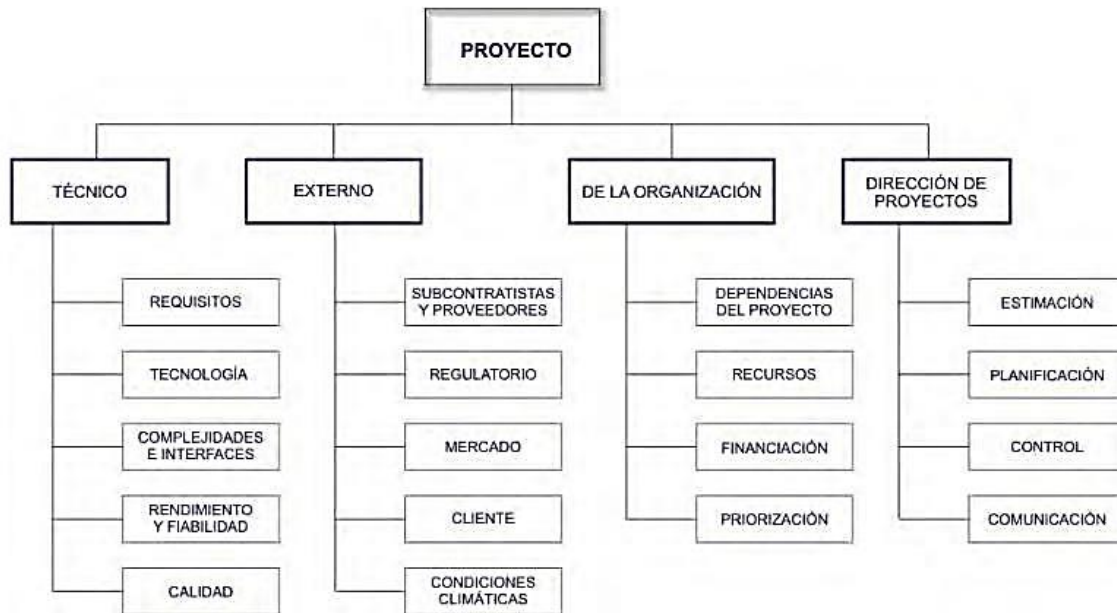 PROYECTO
TÉCNICO
EXTERNO
DE LA ORGANIZACIÓN
DIRECCIÓN DE
PROYECTOS
REQUISITOS
TECNOLOGÍA
COMPLEJIDADES
E INTERFACES
RENDIMIENTO
Y FIABILIDAD
CALIDAD
SUBCONTRATISTAS
Y PROVEEDORES
REGULATORIO
MERCADO
CLIENTE
CONDICIONES
CLIMÁTICAS
DEPENDENCIAS
DEL PROYECTO
RECURSOS
FINANCIACIÓN
PRIORIZACIÓN
ESTIMACIÓN
PLANIFICACIÓN
CONTROL
COMUNICACIÓN